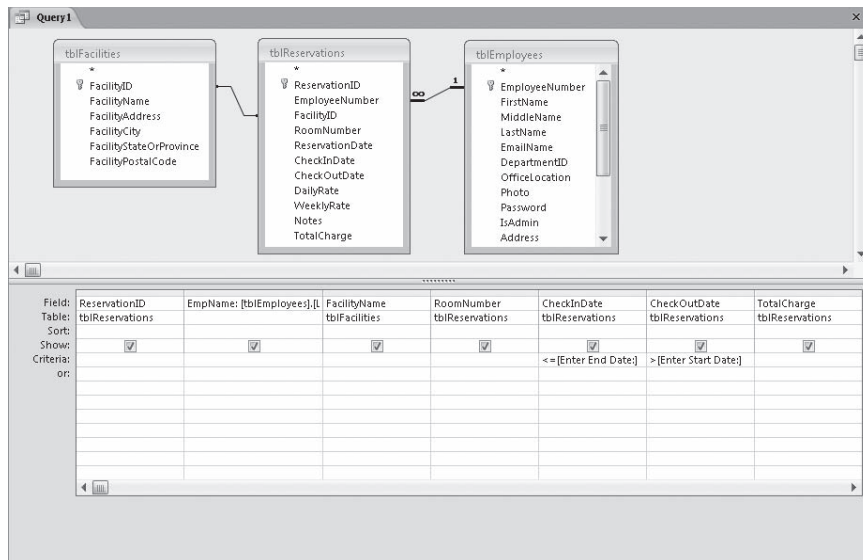 Query1
tblFacilities
*
FacilityID
FacilityName
FacilityAddress
FacilityCity
FacilityStateOrProvince
FacilityPostalCode
tblReservations
*
ReservationID
EmployeeNumber
FacilityID
RoomNumber
ReservationDate
CheckInDate
CheckOutDate
DailyRate
WeeklyRate
Notes
TotalCharge
∞ 1
tblEmployees
*
EmployeeNumber
FirstName
MiddleName
LastName
EmailName
DepartmentID
OfficeLocation
Photo
Password
IsAdmin
Address
Field: ReservationID EmpName: [tblEmployees].[L FacilityName RoomNumber CheckInDate CheckOutDate TotalCharge
Table: tblReservations tblFacilities tblReservations tblReservations tblReservations tblReservations
Sort:
Show:
Criteria: <=[Enter End Date:] >[Enter Start Date:]
or: